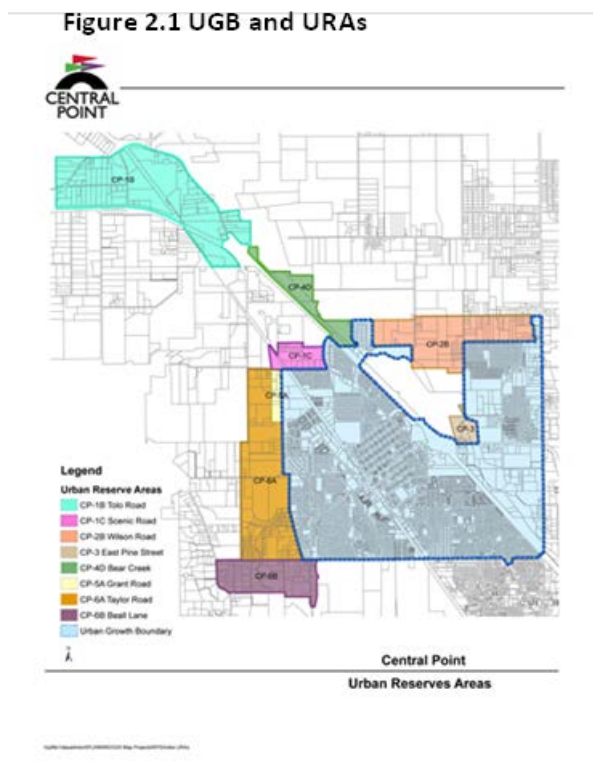 Figure 2.1 UGB and URAs
CENTRAL
POINT
CP-1B
CP-4D
CP-2B
CP-1C
CP-5A
CP-3
CP-6A
CP-6B
Legend
Urban Reserve Areas
CP-1B Tolo Road
CP-1C Scenic Road
CP-2B Wilson Road
CP-3 East Pine Street
CP-4D Bear Creek
CP-5A Grant Road
CP-6A Taylor Road
CP-6B Beall Lane
Urban Growth Boundary
Central Point
Urban Reserves Areas